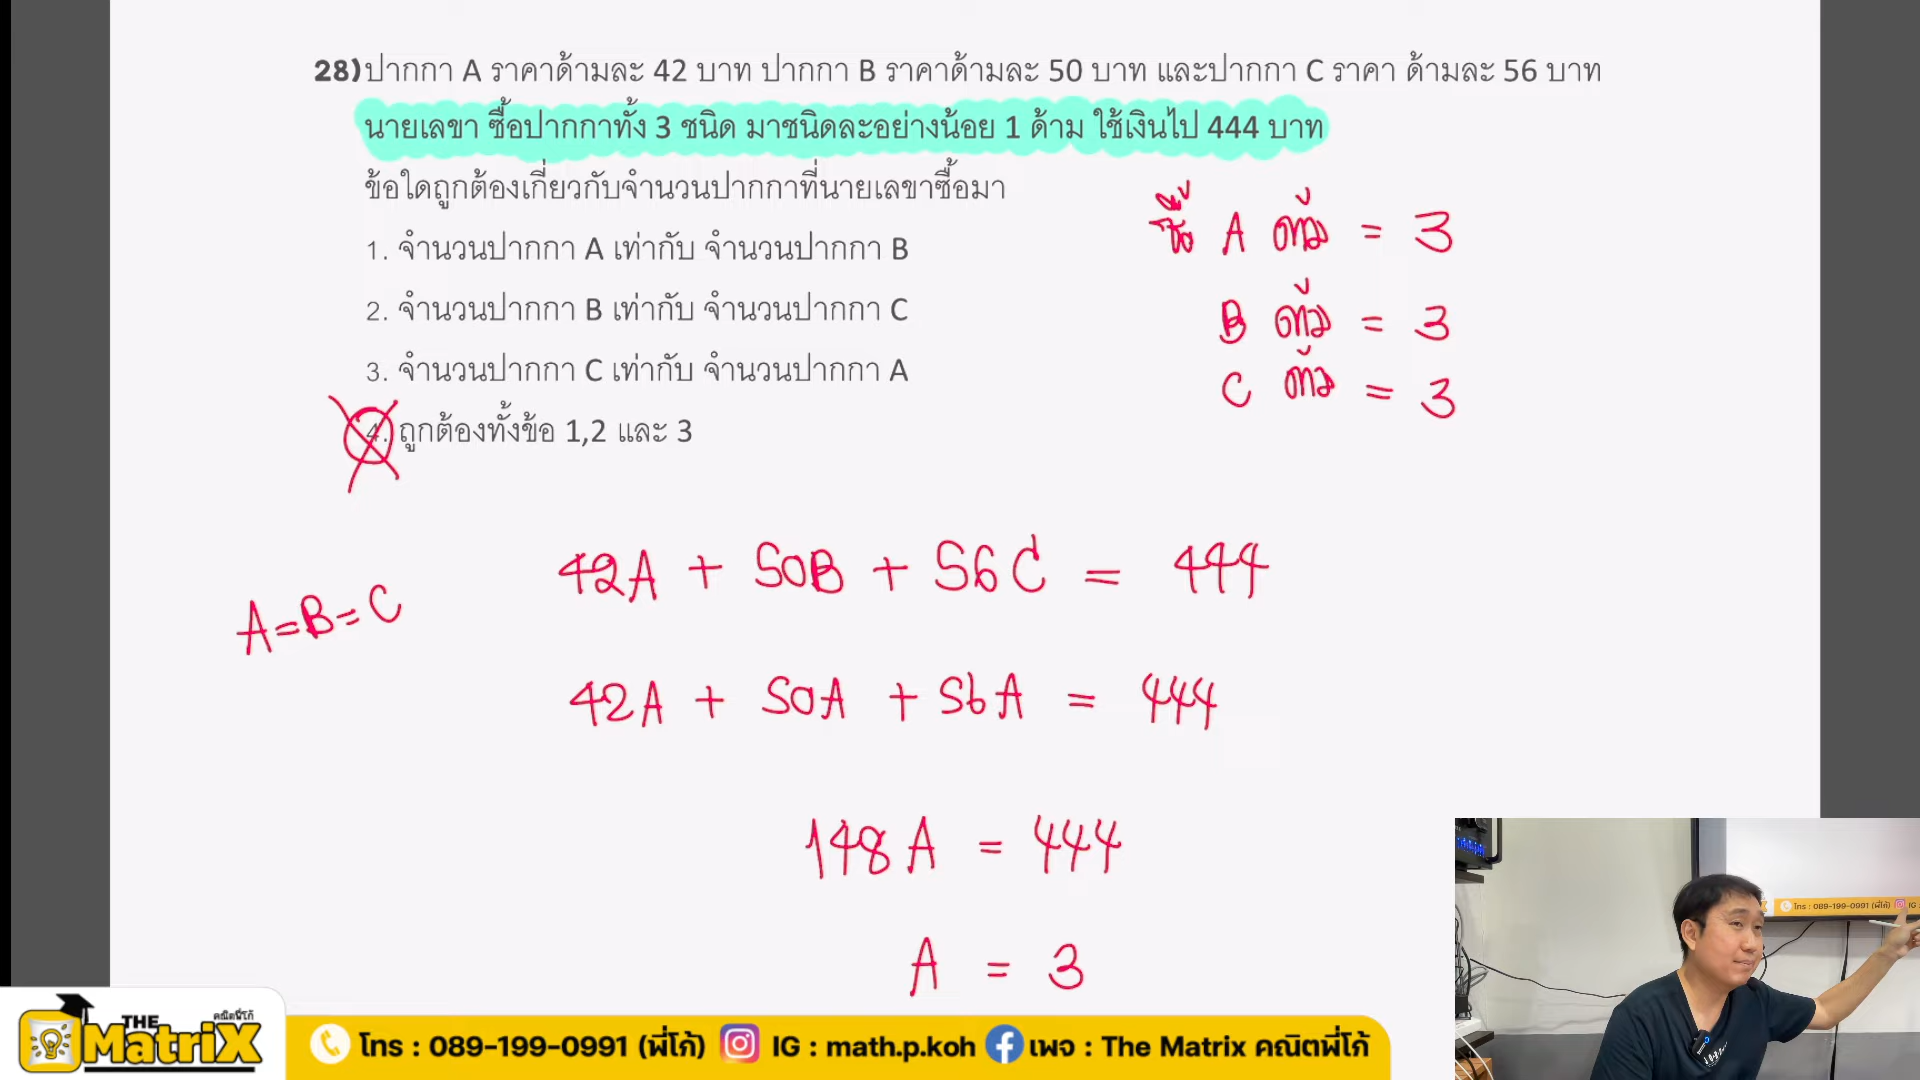 28) ปากกา A ราคาด้ามละ 42 บาท ปากกา B ราคาด้ามละ 50 บาท และปากกา C ราคา ด้ามละ 56 บาท
นายเลขา ซื้อปากกาทั้ง 3 ชนิด มาชนิดละอย่างน้อย 1 ด้าม ใช้เงินไป 444 บาท
ข้อใดถูกต้องเกี่ยวกับจำนวนปากกาที่นายเลขาซื้อมา
1. จำนวนปากกา A เท่ากับ จำนวนปากกา B
2. จำนวนปากกา B เท่ากับ จำนวนปากกา C
3. จำนวนปากกา C เท่ากับ จำนวนปากกา A
4. ถูกต้องทั้งข้อ 1,2 และ 3
ซื้อ A ด้าม = 3
B ด้าม = 3
C ด้าม = 3
42A + 50B + 56C = 444
A=B=C
42A + 50A + 56A = 444
148A = 444
A = 3
โทร : 089-199-0991 (พี่โก้) IG
คณิตพี่โก้
THE
MatriX
โทร : 089-199-0991 (พี่โก้) IG : math.p.koh เพจ : The Matrix คณิตพี่โก้